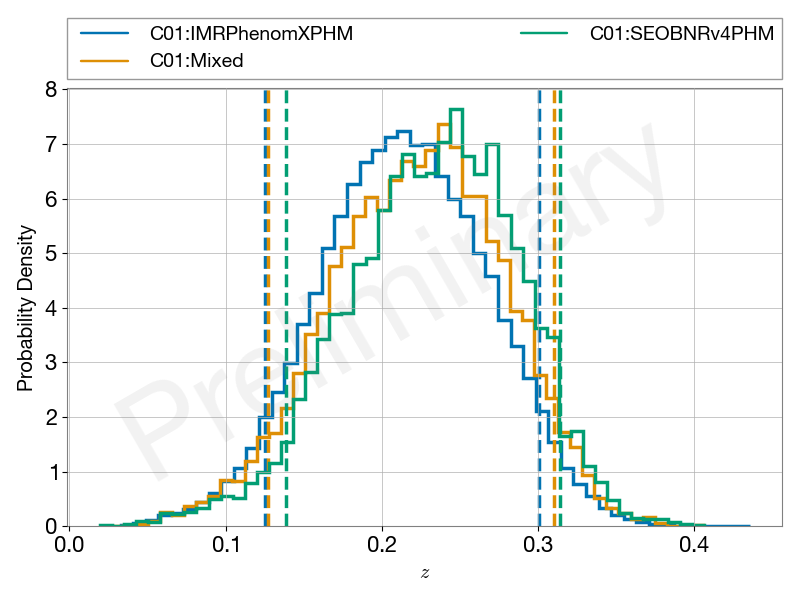 C01:IMRPhenomXPHM C01:SEOBNRv4PHM
C01:Mixed
8
7
6
5
4
3
2
1
0
Probability Density
Preliminary
0.0 0.1 0.2 0.3 0.4
z